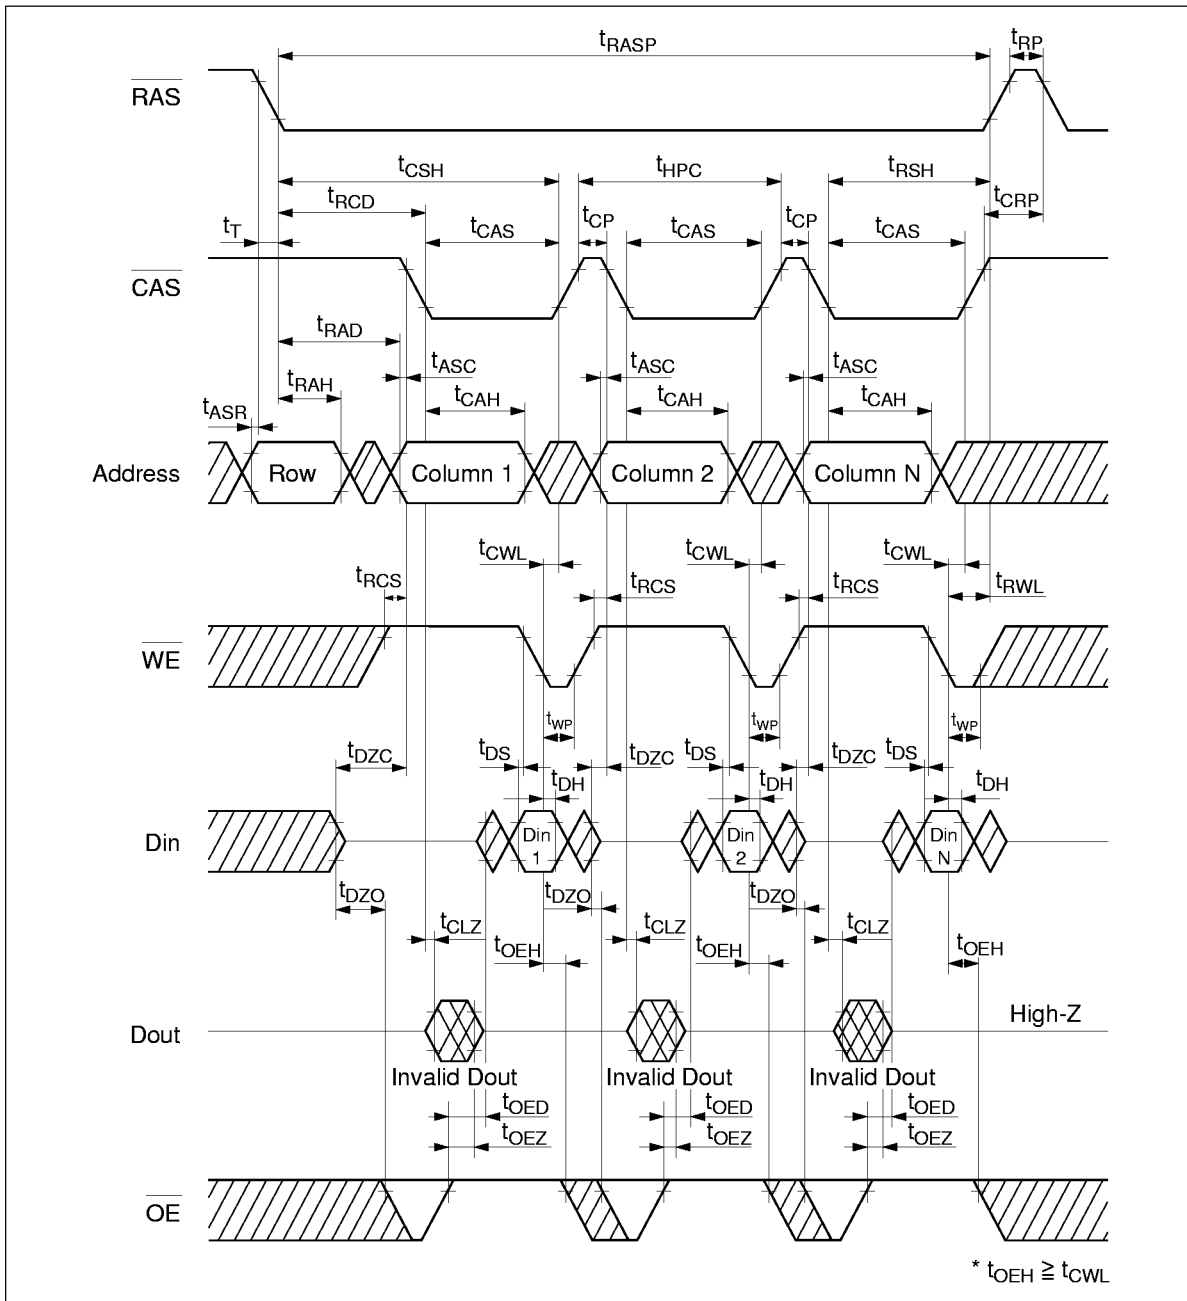 tRASP tRP
RAS
tCSH tHPC tRSH
tRCD tCRP
tT tCAS tCP tCAS tCP tCAS
CAS
tRAD
tASC tASC tASC
tRAH
tCAH tCAH tCAH
tASR
Address Row Column 1 Column 2 Column N
tCWL tCWL tCWL
tRCS tRCS tRCS tRWL
WE
tWP tWP tWP
tDZC tDS tDZC tDS tDZC tDS
tDH tDH tDH
Din Din 1 Din 2 Din N
tDZO tDZO tDZO
tCLZ tCLZ tCLZ
tOEH tOEH tOEH
High-Z
Dout
Invalid Dout Invalid Dout Invalid Dout
tOED tOED tOED
tOEZ tOEZ tOEZ
OE
* tOEH ≧ tCWL